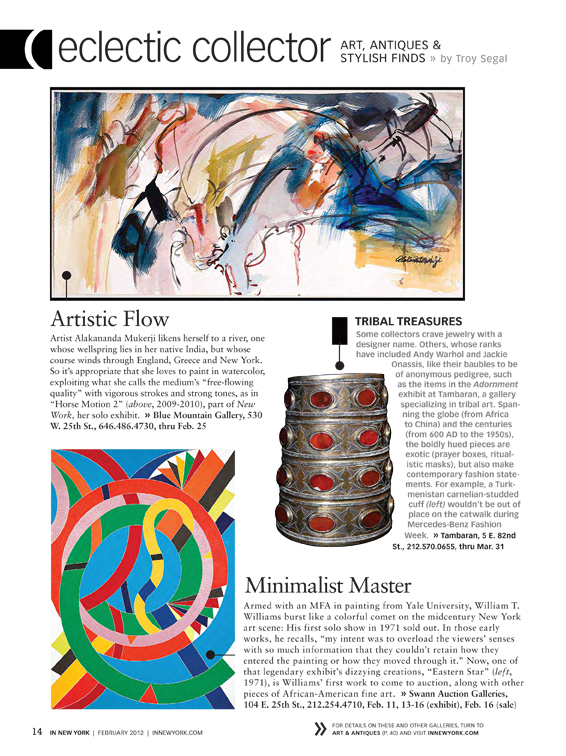 eclectic collector
ART, ANTIQUES &
STYLISH FINDS » by Troy Segal
Artistic Flow
Artist Alakananda Mukerji likens herself to a river, one
whose wellspring lies in her native India, but whose
course winds through England, Greece and New York.
So it's appropriate that she loves to paint in watercolor,
exploiting what she calls the medium's "free-flowing
quality" with vigorous strokes and strong tones, as in
"Horse Motion 2" (above, 2009-2010), part of New
Work, her solo exhibit. » Blue Mountain Gallery, 530
W. 25th St., 646.486.4730, thru Feb. 25
TRIBAL TREASURES
Some collectors crave jewelry with a
designer name. Others, whose ranks
have included Andy Warhol and Jackie
Onassis, like their baubles to be
of anonymous pedigree, such
as the items in the Adornment
exhibit at Tambaran, a gallery
specializing in tribal art. Span-
ning the globe (from Africa
to China) and the centuries
(from 600 AD to the 1950s),
the boldly hued pieces are
exotic (prayer boxes, ritual-
istic masks), but also make
contemporary fashion state-
ments. For example, a Turk-
menistan carnelian-studded
cuff (left) wouldn't be out of
place on the catwalk during
Mercedes-Benz Fashion
Week. » Tambaran, 5 E. 82nd
St., 212.570.0655, thru Mar. 31
Minimalist Master
Armed with an MFA in painting from Yale University, William T.
Williams burst like a colorful comet on the midcentury New York
art scene: His first solo show in 1971 sold out. In those early
works, he recalls, "my intent was to overload the viewers' senses
with so much information that they couldn't retain how they
entered the painting or how they moved through it." Now, one of
that legendary exhibit's dizzying creations, "Eastern Star" (left,
1971), is Williams' first work to come to auction, along with other
pieces of African-American fine art. » Swann Auction Galleries,
104 E. 25th St., 212.254.4710, Feb. 11, 13-16 (exhibit), Feb. 16 (sale)
14 IN NEW YORK | FEBRUARY 2012 | INNEWYORK.COM
FOR DETAILS ON THESE AND OTHER GALLERIES, TURN TO
ART & ANTIQUES (P. 40) AND VISIT INNEWYORK.COM